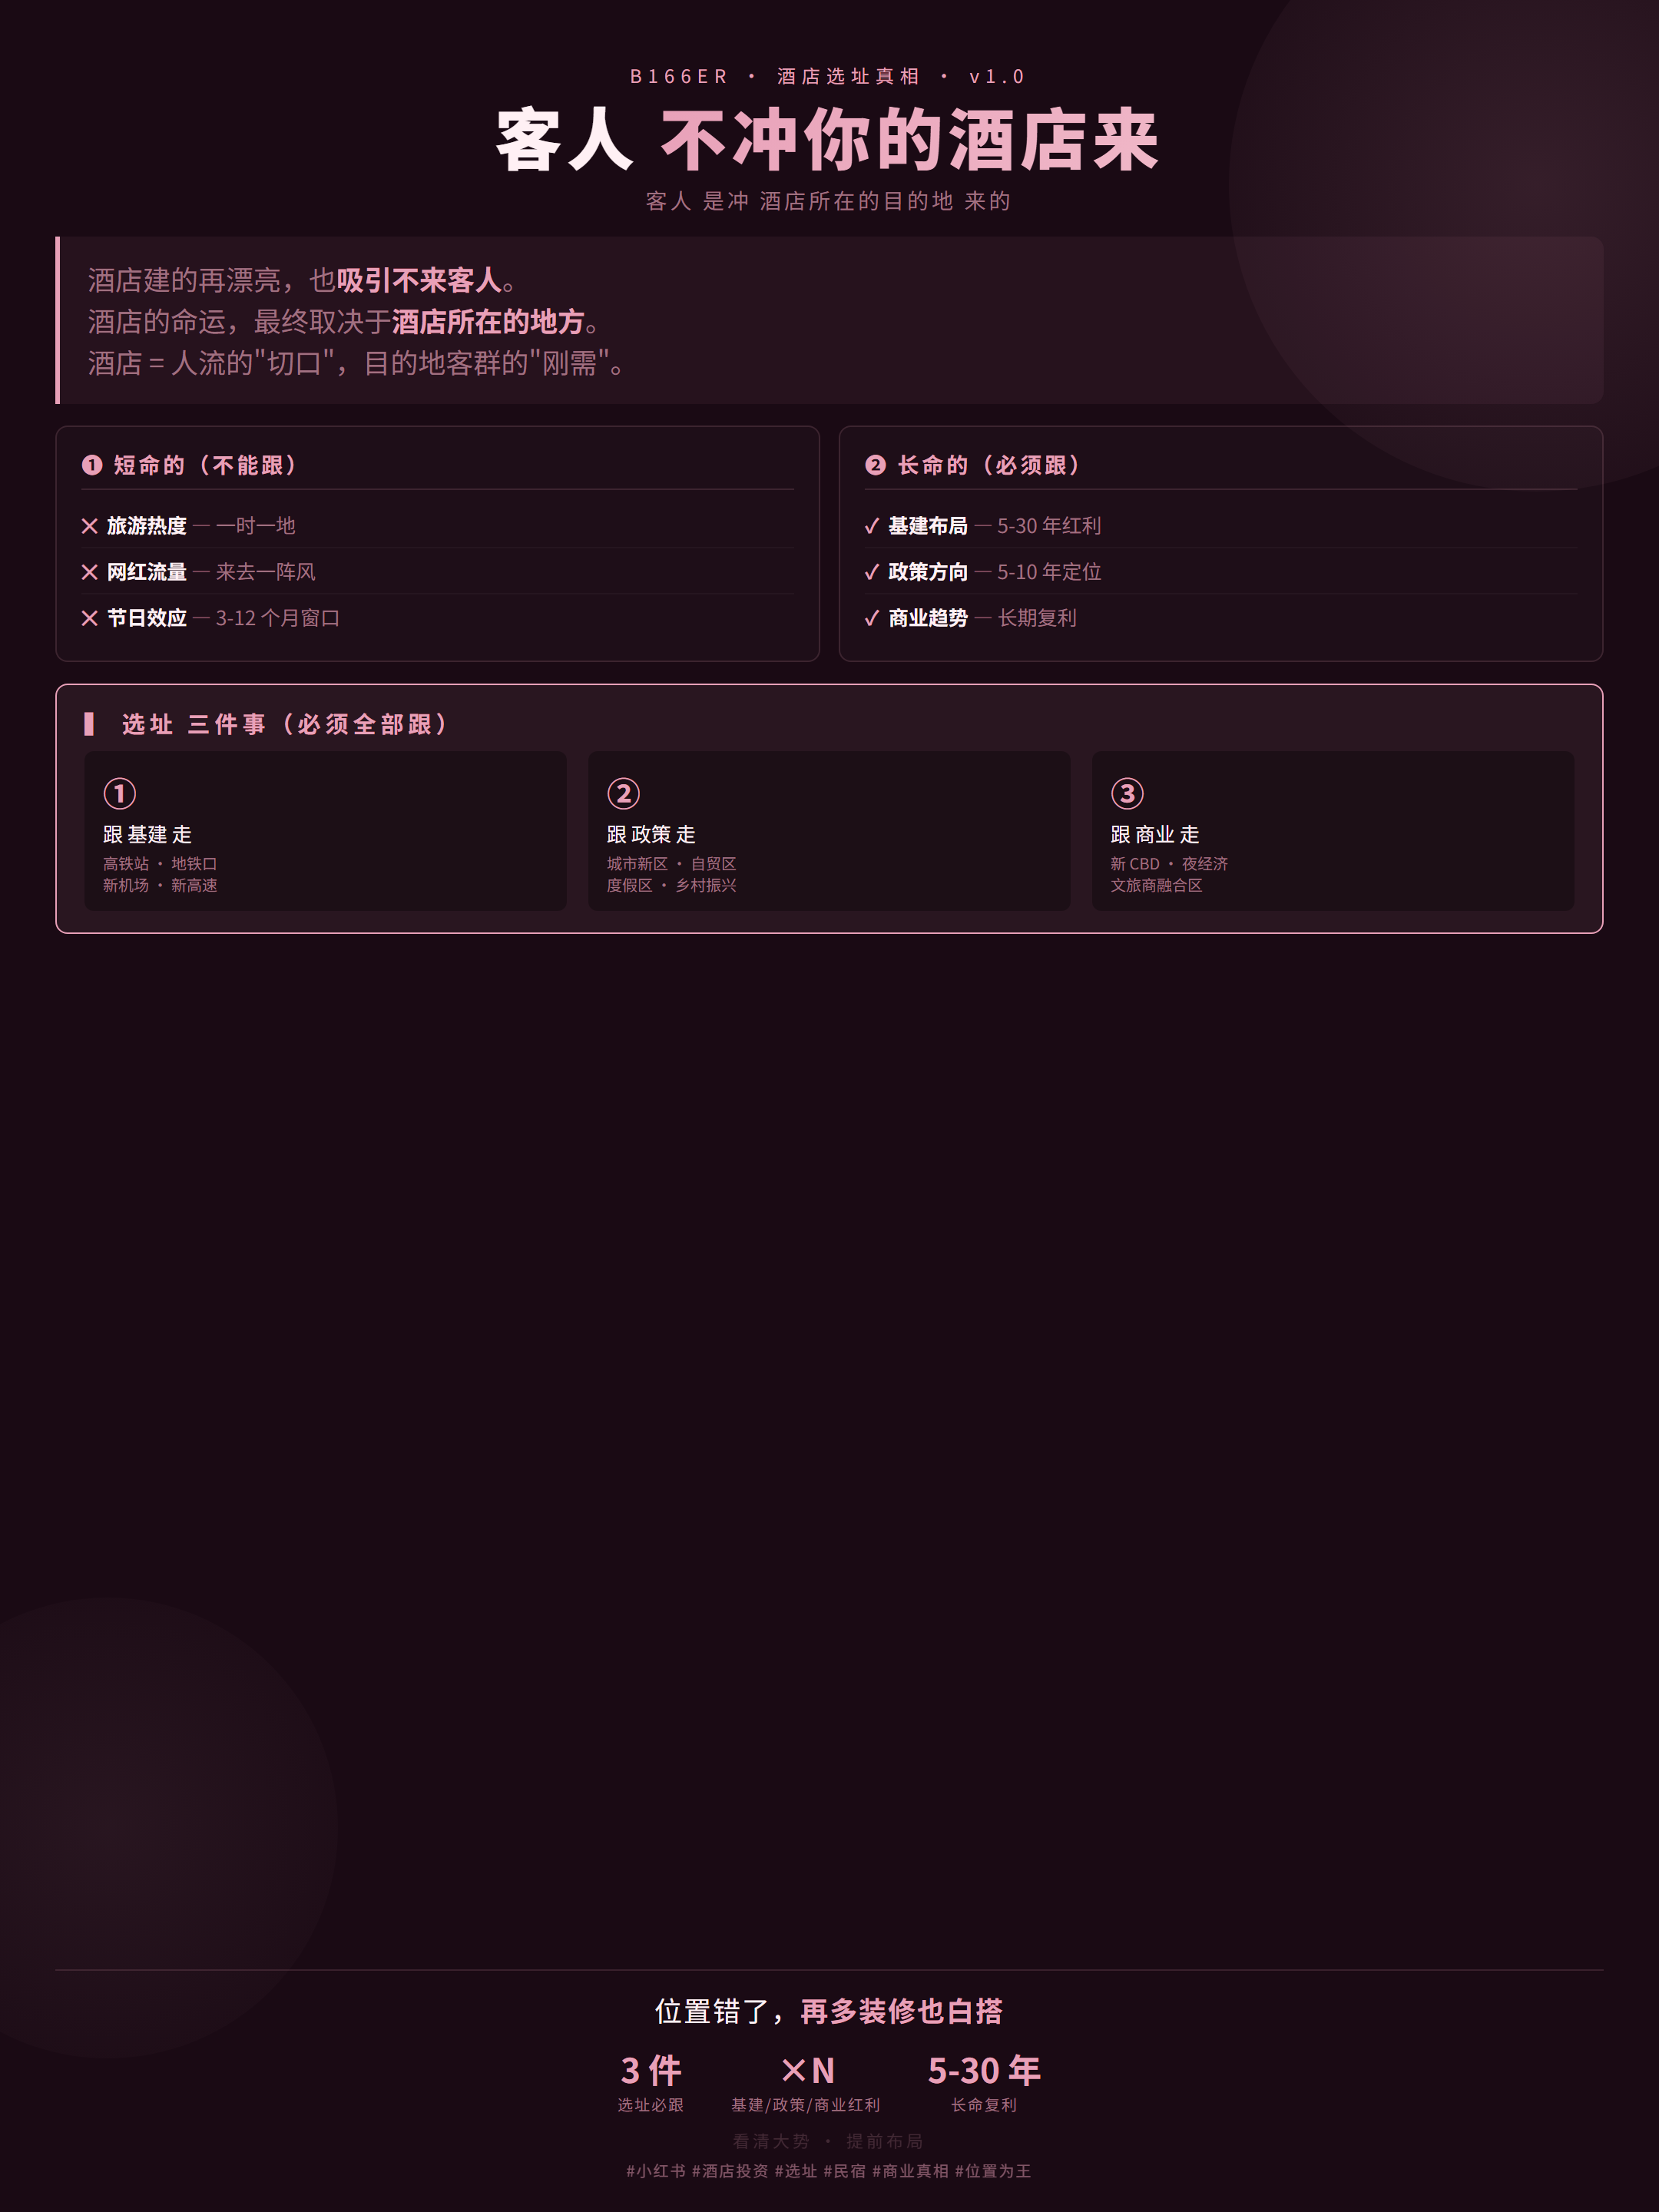 B166ER · 酒店选址真相 · v1.0
客人 不冲你的酒店来
客人 是冲 酒店所在的目的地 来的
酒店建的再漂亮，也吸引不来客人。
酒店的命运，最终取决于酒店所在的地方。
酒店 = 人流的"切口"，目的地客群的"刚需"。
❶ 短命的（不能跟）
✕ 旅游热度 — 一时一地
✕ 网红流量 — 来去一阵风
✕ 节日效应 — 3-12 个月窗口
❷ 长命的（必须跟）
✓ 基建布局 — 5-30 年红利
✓ 政策方向 — 5-10 年定位
✓ 商业趋势 — 长期复利
▌ 选址 三件事（必须全部跟）
①
跟 基建 走
高铁站 · 地铁口
新机场 · 新高速
②
跟 政策 走
城市新区 · 自贸区
度假区 · 乡村振兴
③
跟 商业 走
新 CBD · 夜经济
文旅商融合区
位置错了，再多装修也白搭
3 件
选址必跟
×N
基建/政策/商业红利
5-30 年
长命复利
看清大势 · 提前布局
#小红书 #酒店投资 #选址 #民宿 #商业真相 #位置为王